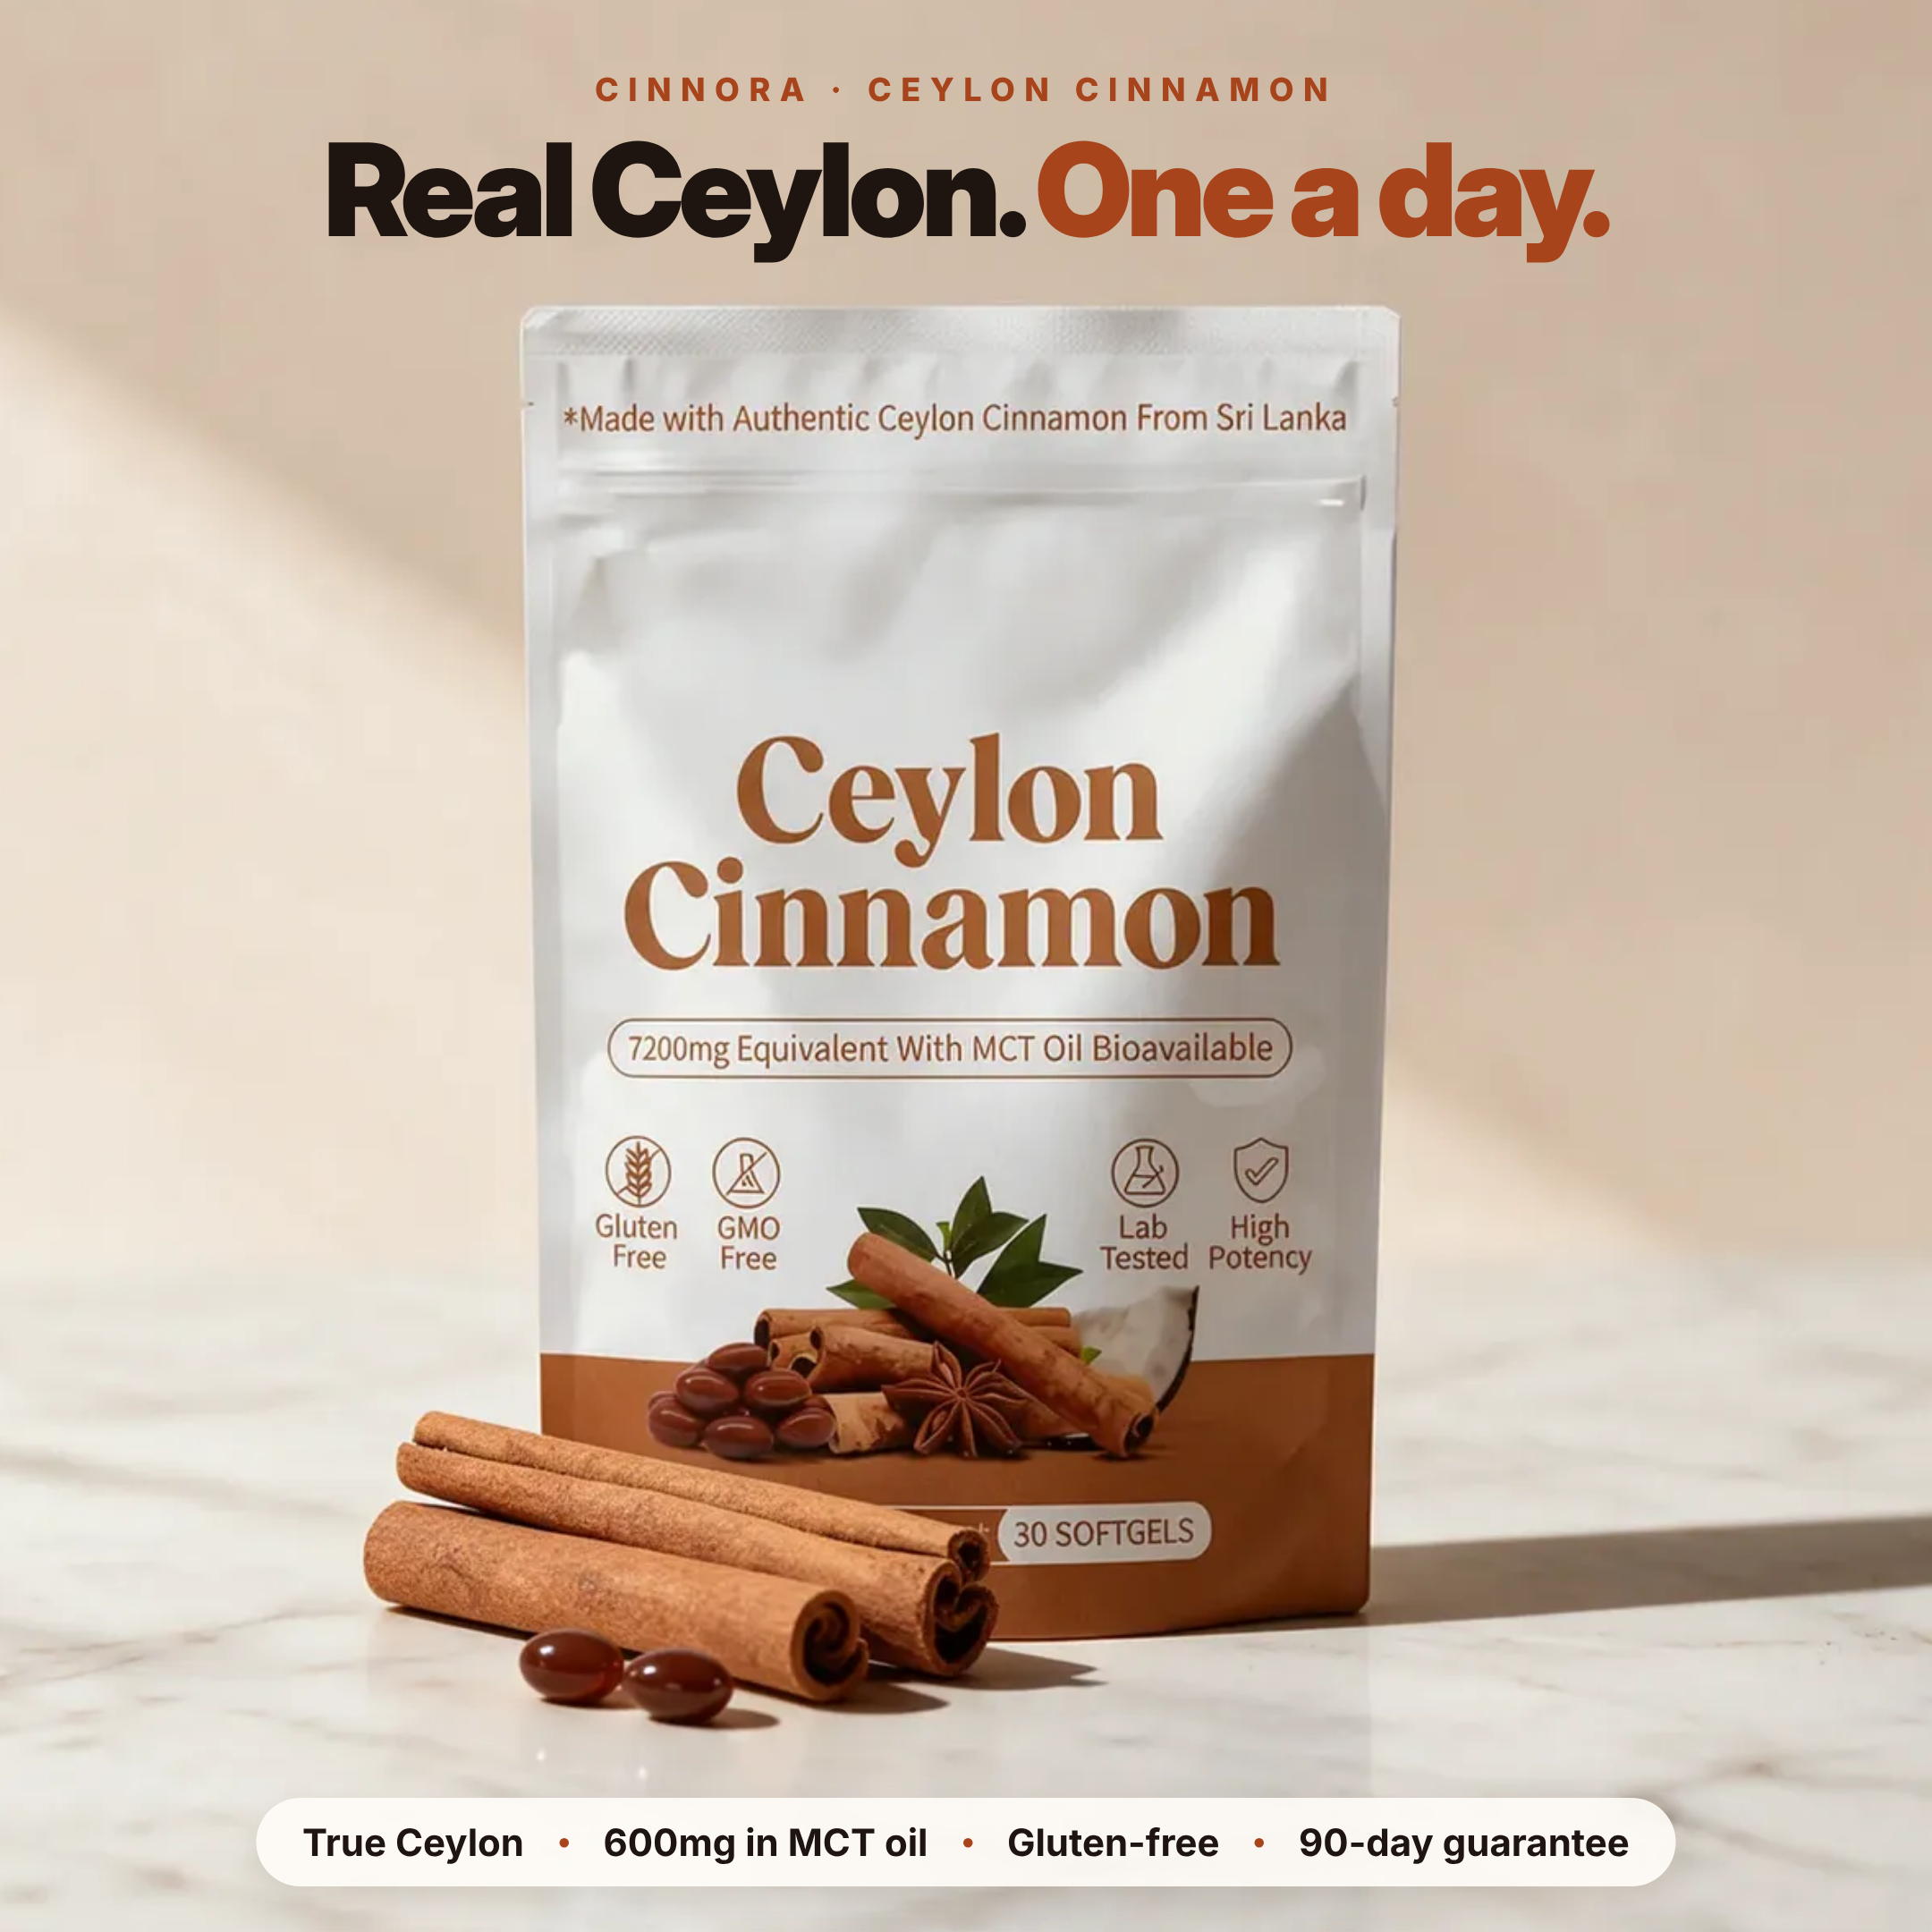 CINNORA · CEYLON CINNAMON
Real Ceylon. One a day.
*Made with Authentic Ceylon Cinnamon From Sri Lanka
Ceylon
Cinnamon
7200mg Equivalent With MCT Oil Bioavailable
Gluten Free
GMO Free
Lab Tested
High Potency
30 SOFTGELS
True Ceylon • 600mg in MCT oil • Gluten-free • 90-day guarantee